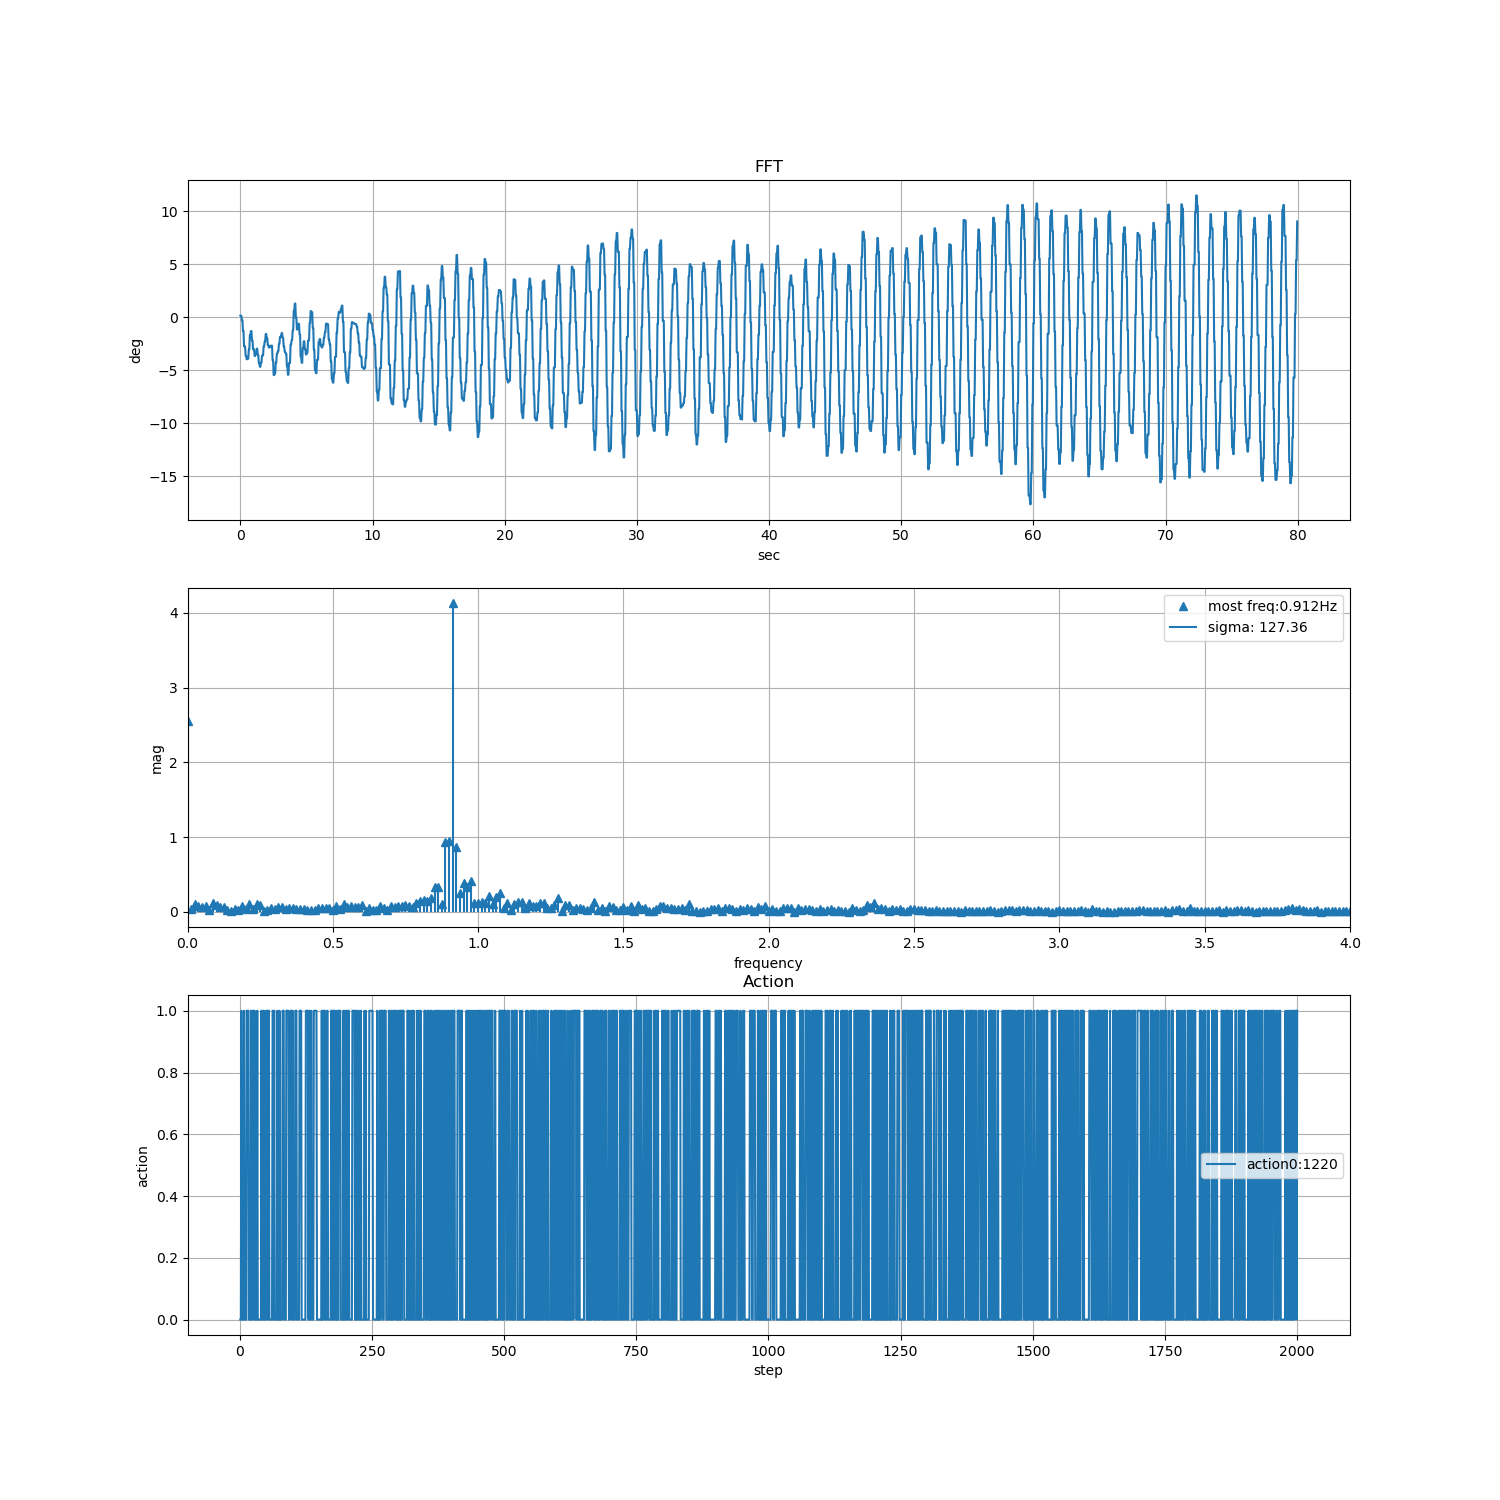 FFT
10
5
0
−5
−10
−15
deg
0 10 20 30 40 50 60 70 80
sec
most freq:0.912Hz
sigma: 127.36
4
3
2
1
0
mag
0.0 0.5 1.0 1.5 2.0 2.5 3.0 3.5 4.0
frequency
Action
1.0
0.8
0.6
0.4
0.2
0.0
action
action0:1220
0 250 500 750 1000 1250 1500 1750 2000
step